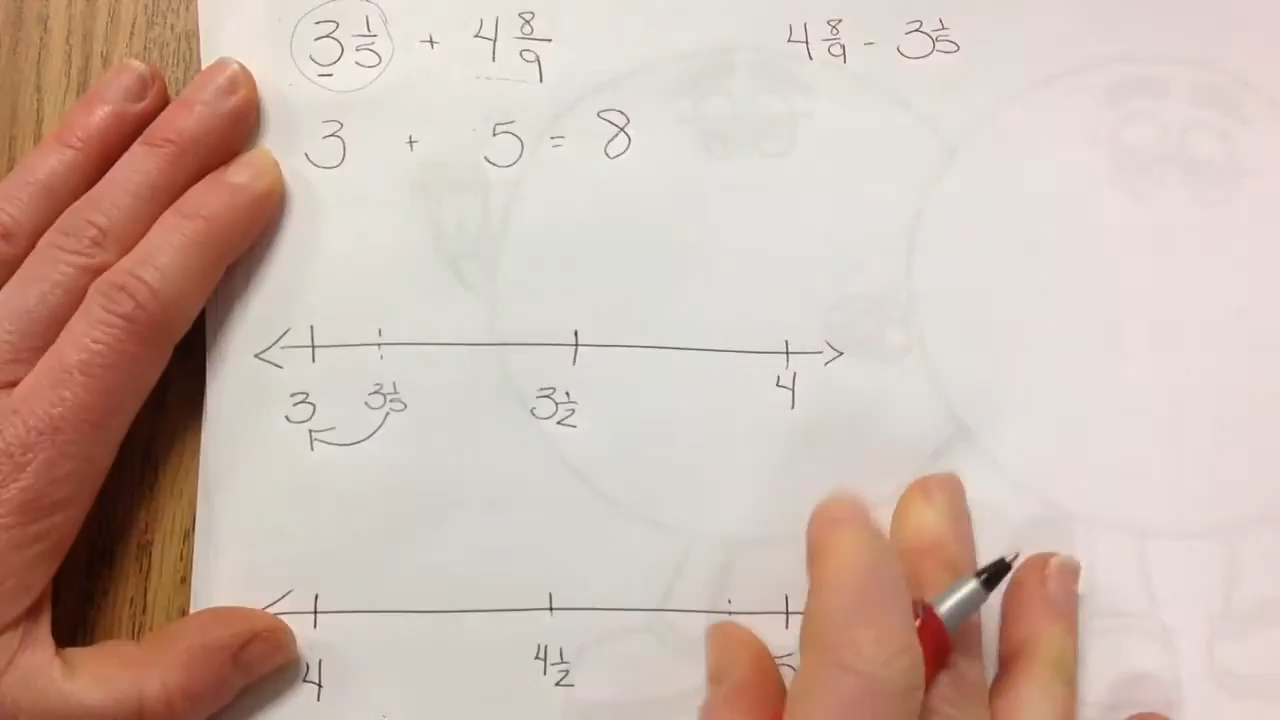 3 1/5 + 4 8/9
4 8/9 - 3 1/5
3 + 5 = 8
3 3 1/5 3 1/2 4
4 4 1/2